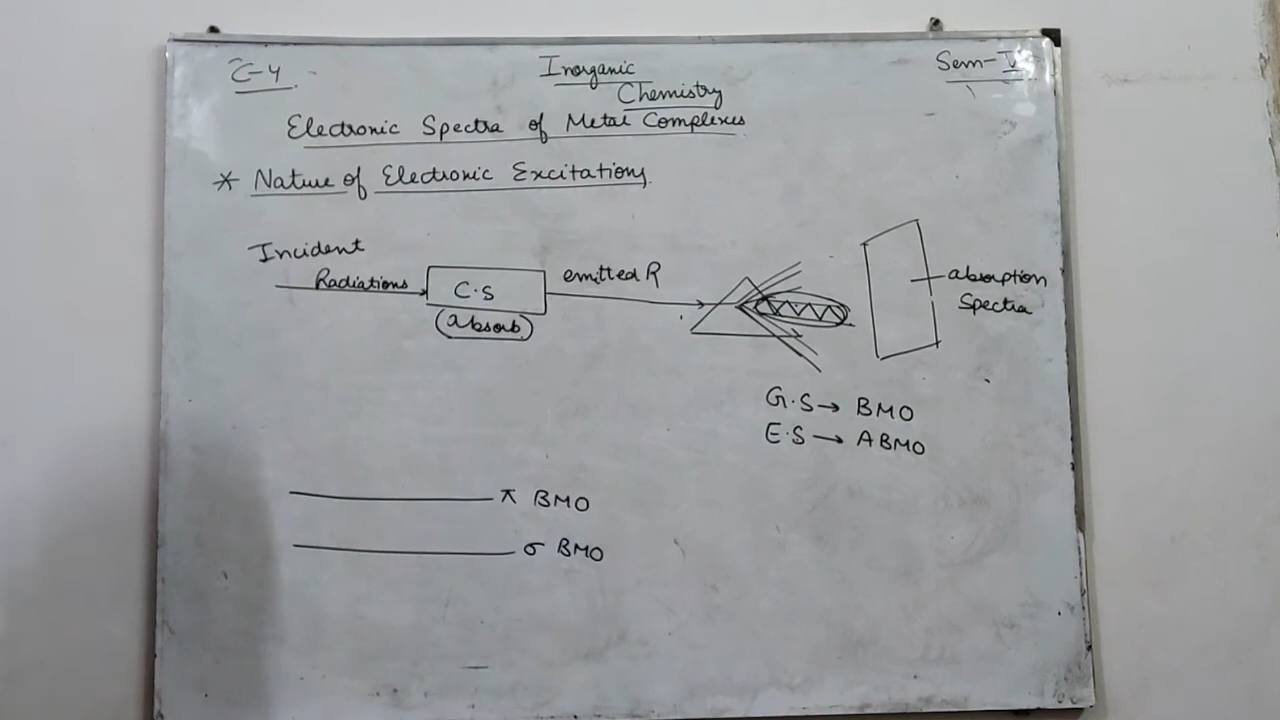 C-4
Inorganic
Chemistry
Sem-V
Electronic Spectra of Metal Complexes
* Nature of Electronic Excitations
Incident
Radiations
C.S
(absorb)
emitted R
absorption
Spectra
G.S → BMO
E.S → ABMO
π BMO
σ BMO